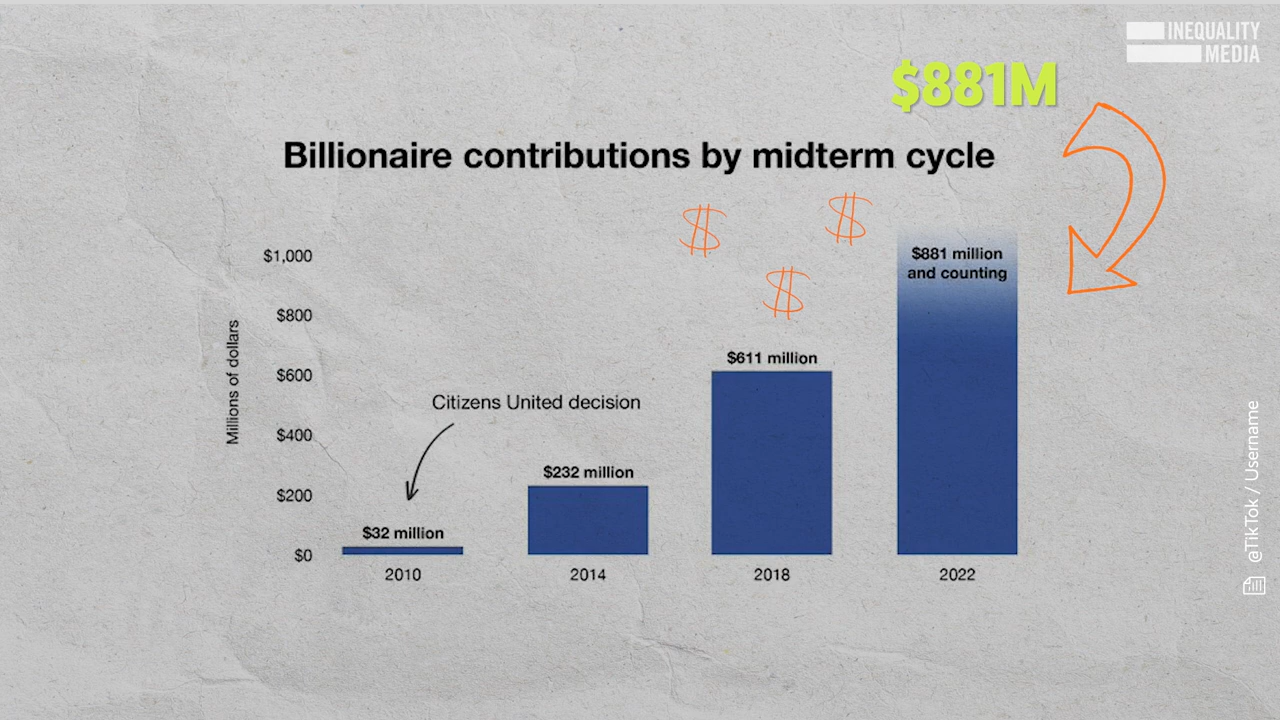 INEQUALITY
MEDIA
$881M
Billionaire contributions by midterm cycle
$ $ $
Millions of dollars
$1,000
$800
$600
$400
$200
$0
Citizens United decision
$32 million
$232 million
$611 million
$881 million
and counting
2010 2014 2018 2022
@TikTok / Username